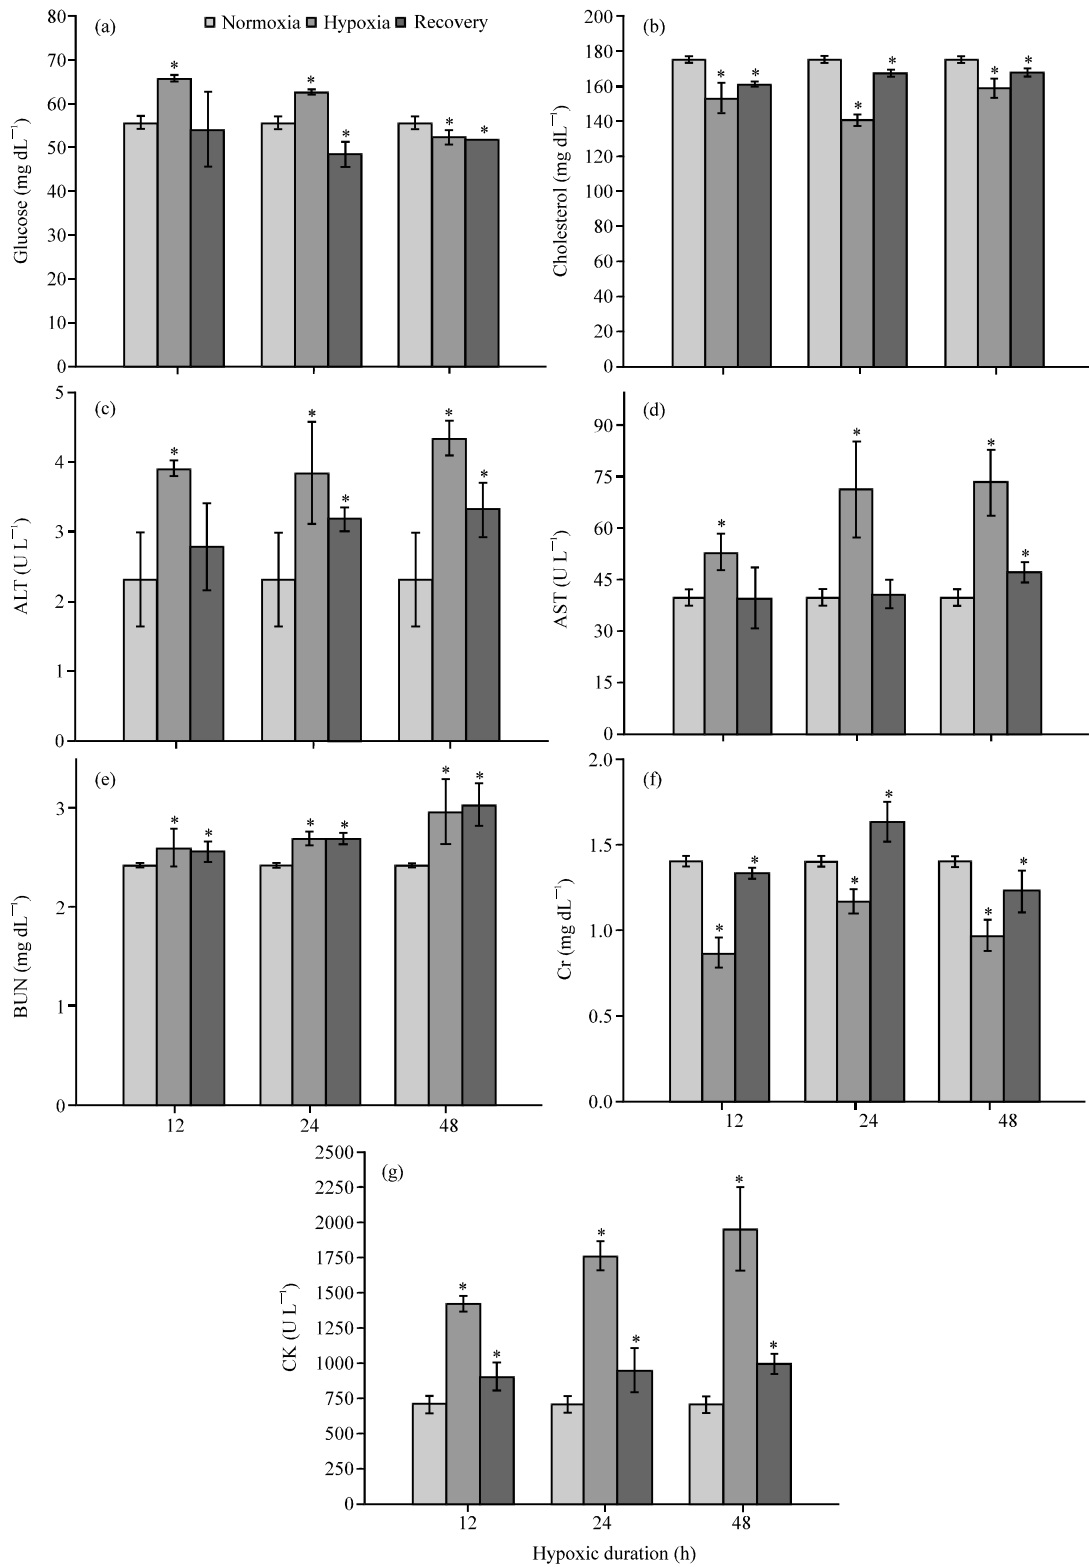 (a)
Normoxia Hypoxia Recovery
80
70
60
50
40
30
20
10
0
Glucose (mg dL⁻¹)
* * * * *
(b)
200
180
160
140
120
100
80
60
40
20
0
Cholesterol (mg dL⁻¹)
* * * * * *
(c)
5
4
3
2
1
0
ALT (U L⁻¹)
* * * * *
(d)
90
75
60
45
30
15
0
AST (U L⁻¹)
* * * *
(e)
3
2
1
0
BUN (mg dL⁻¹)
* * * * * *
12 24 48
(f)
2.0
1.5
1.0
0.5
0.0
Cr (mg dL⁻¹)
* * * * * *
12 24 48
(g)
2500
2250
2000
1750
1500
1250
1000
750
500
250
0
CK (U L⁻¹)
* * * * * *
12 24 48
Hypoxic duration (h)